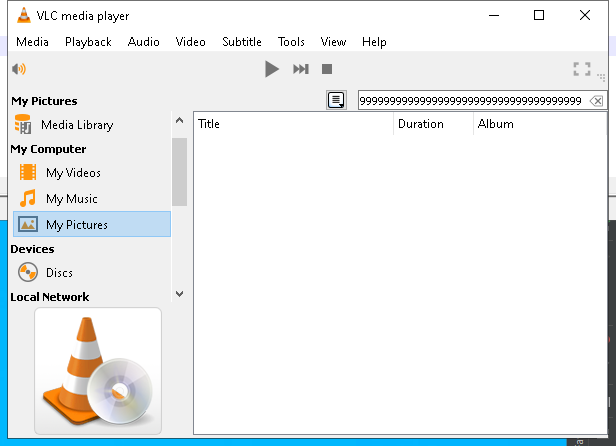 VLC media player
Media Playback Audio Video Subtitle Tools View Help
My Pictures
9999999999999999999999999999999999999
Title Duration Album
Media Library
My Computer
My Videos
My Music
My Pictures
Devices
Discs
Local Network